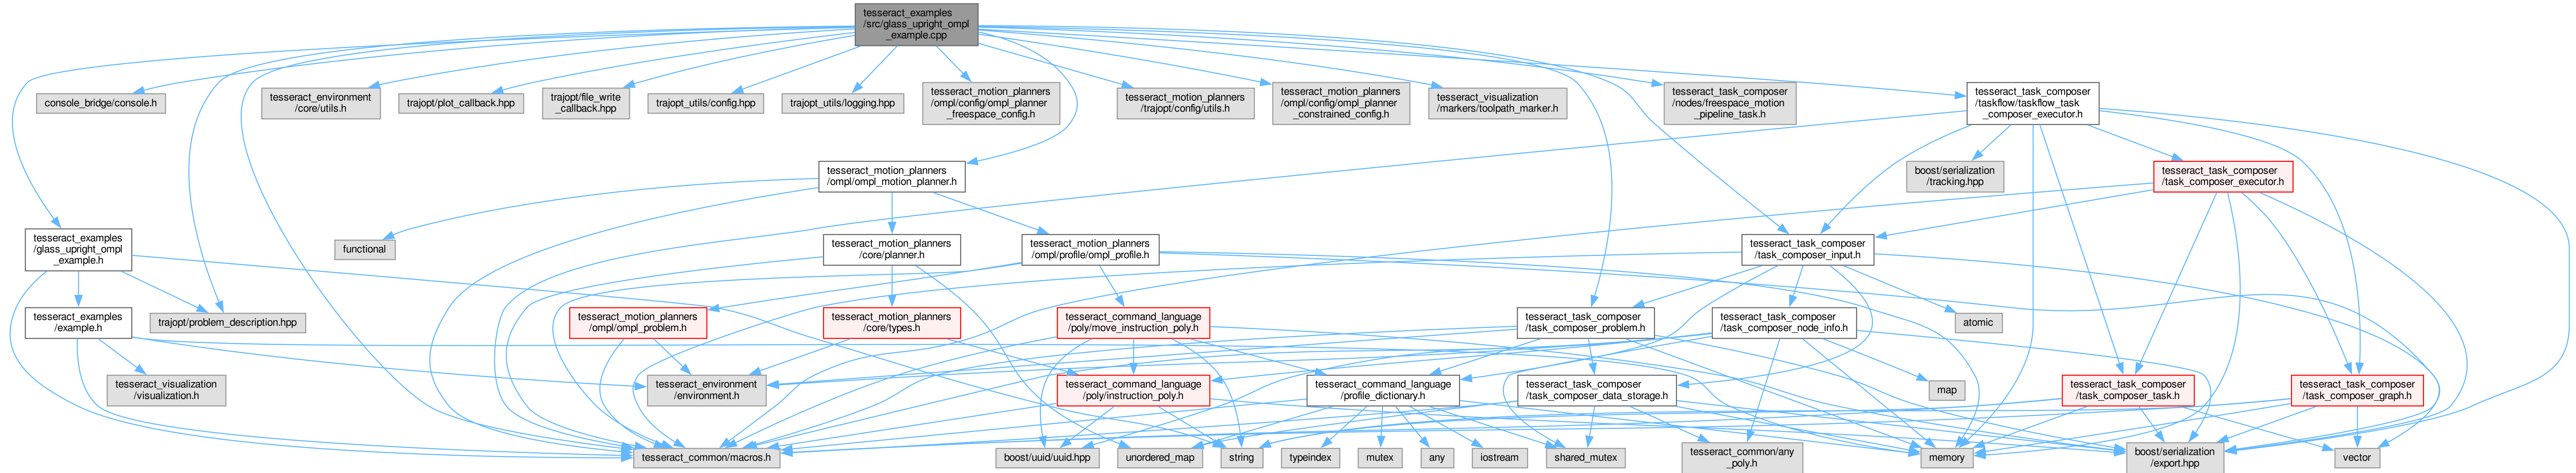 tesseract_examples
/src/glass_upright_ompl
_example.cpp
console_bridge/console.h
tesseract_environment
/core/utils.h
trajopt/plot_callback.hpp
trajopt/file_write
_callback.hpp
trajopt_utils/config.hpp
trajopt_utils/logging.hpp
tesseract_motion_planners
/ompl/config/ompl_planner
_freespace_config.h
tesseract_motion_planners
/trajopt/config/utils.h
tesseract_motion_planners
/ompl/config/ompl_planner
_constrained_config.h
tesseract_visualization
/markers/toolpath_marker.h
tesseract_task_composer
/nodes/freespace_motion
_pipeline_task.h
tesseract_task_composer
/taskflow/taskflow_task
_composer_executor.h
tesseract_motion_planners
/ompl/ompl_motion_planner.h
boost/serialization
/tracking.hpp
tesseract_task_composer
/task_composer_executor.h
tesseract_examples
/glass_upright_ompl
_example.h
functional
tesseract_motion_planners
/core/planner.h
tesseract_motion_planners
/ompl/profile/ompl_profile.h
tesseract_task_composer
/task_composer_input.h
tesseract_examples
/example.h
trajopt/problem_description.hpp
tesseract_motion_planners
/ompl/ompl_problem.h
tesseract_motion_planners
/core/types.h
tesseract_command_language
/poly/move_instruction_poly.h
tesseract_task_composer
/task_composer_problem.h
tesseract_task_composer
/task_composer_node_info.h
atomic
tesseract_visualization
/visualization.h
tesseract_environment
/environment.h
tesseract_command_language
/poly/instruction_poly.h
tesseract_command_language
/profile_dictionary.h
tesseract_task_composer
/task_composer_data_storage.h
map
tesseract_task_composer
/task_composer_task.h
tesseract_task_composer
/task_composer_graph.h
tesseract_common/macros.h
boost/uuid/uuid.hpp
unordered_map
string
typeindex
mutex
any
iostream
shared_mutex
tesseract_common/any
_poly.h
memory
boost/serialization
/export.hpp
vector